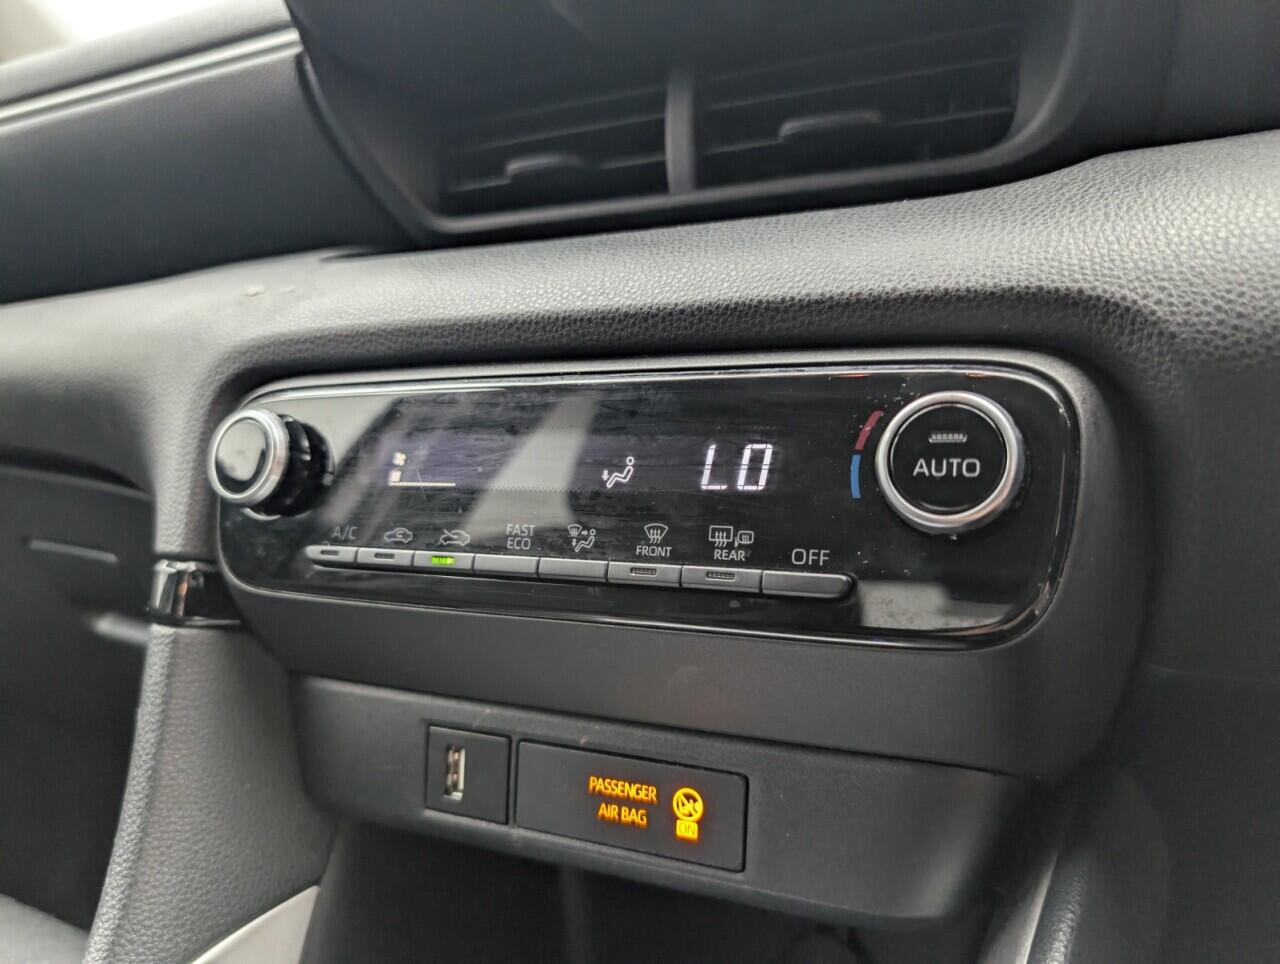 LO
AUTO
A/C
FAST
ECO
FRONT
REAR
OFF
PASSENGER
AIR BAG
ON